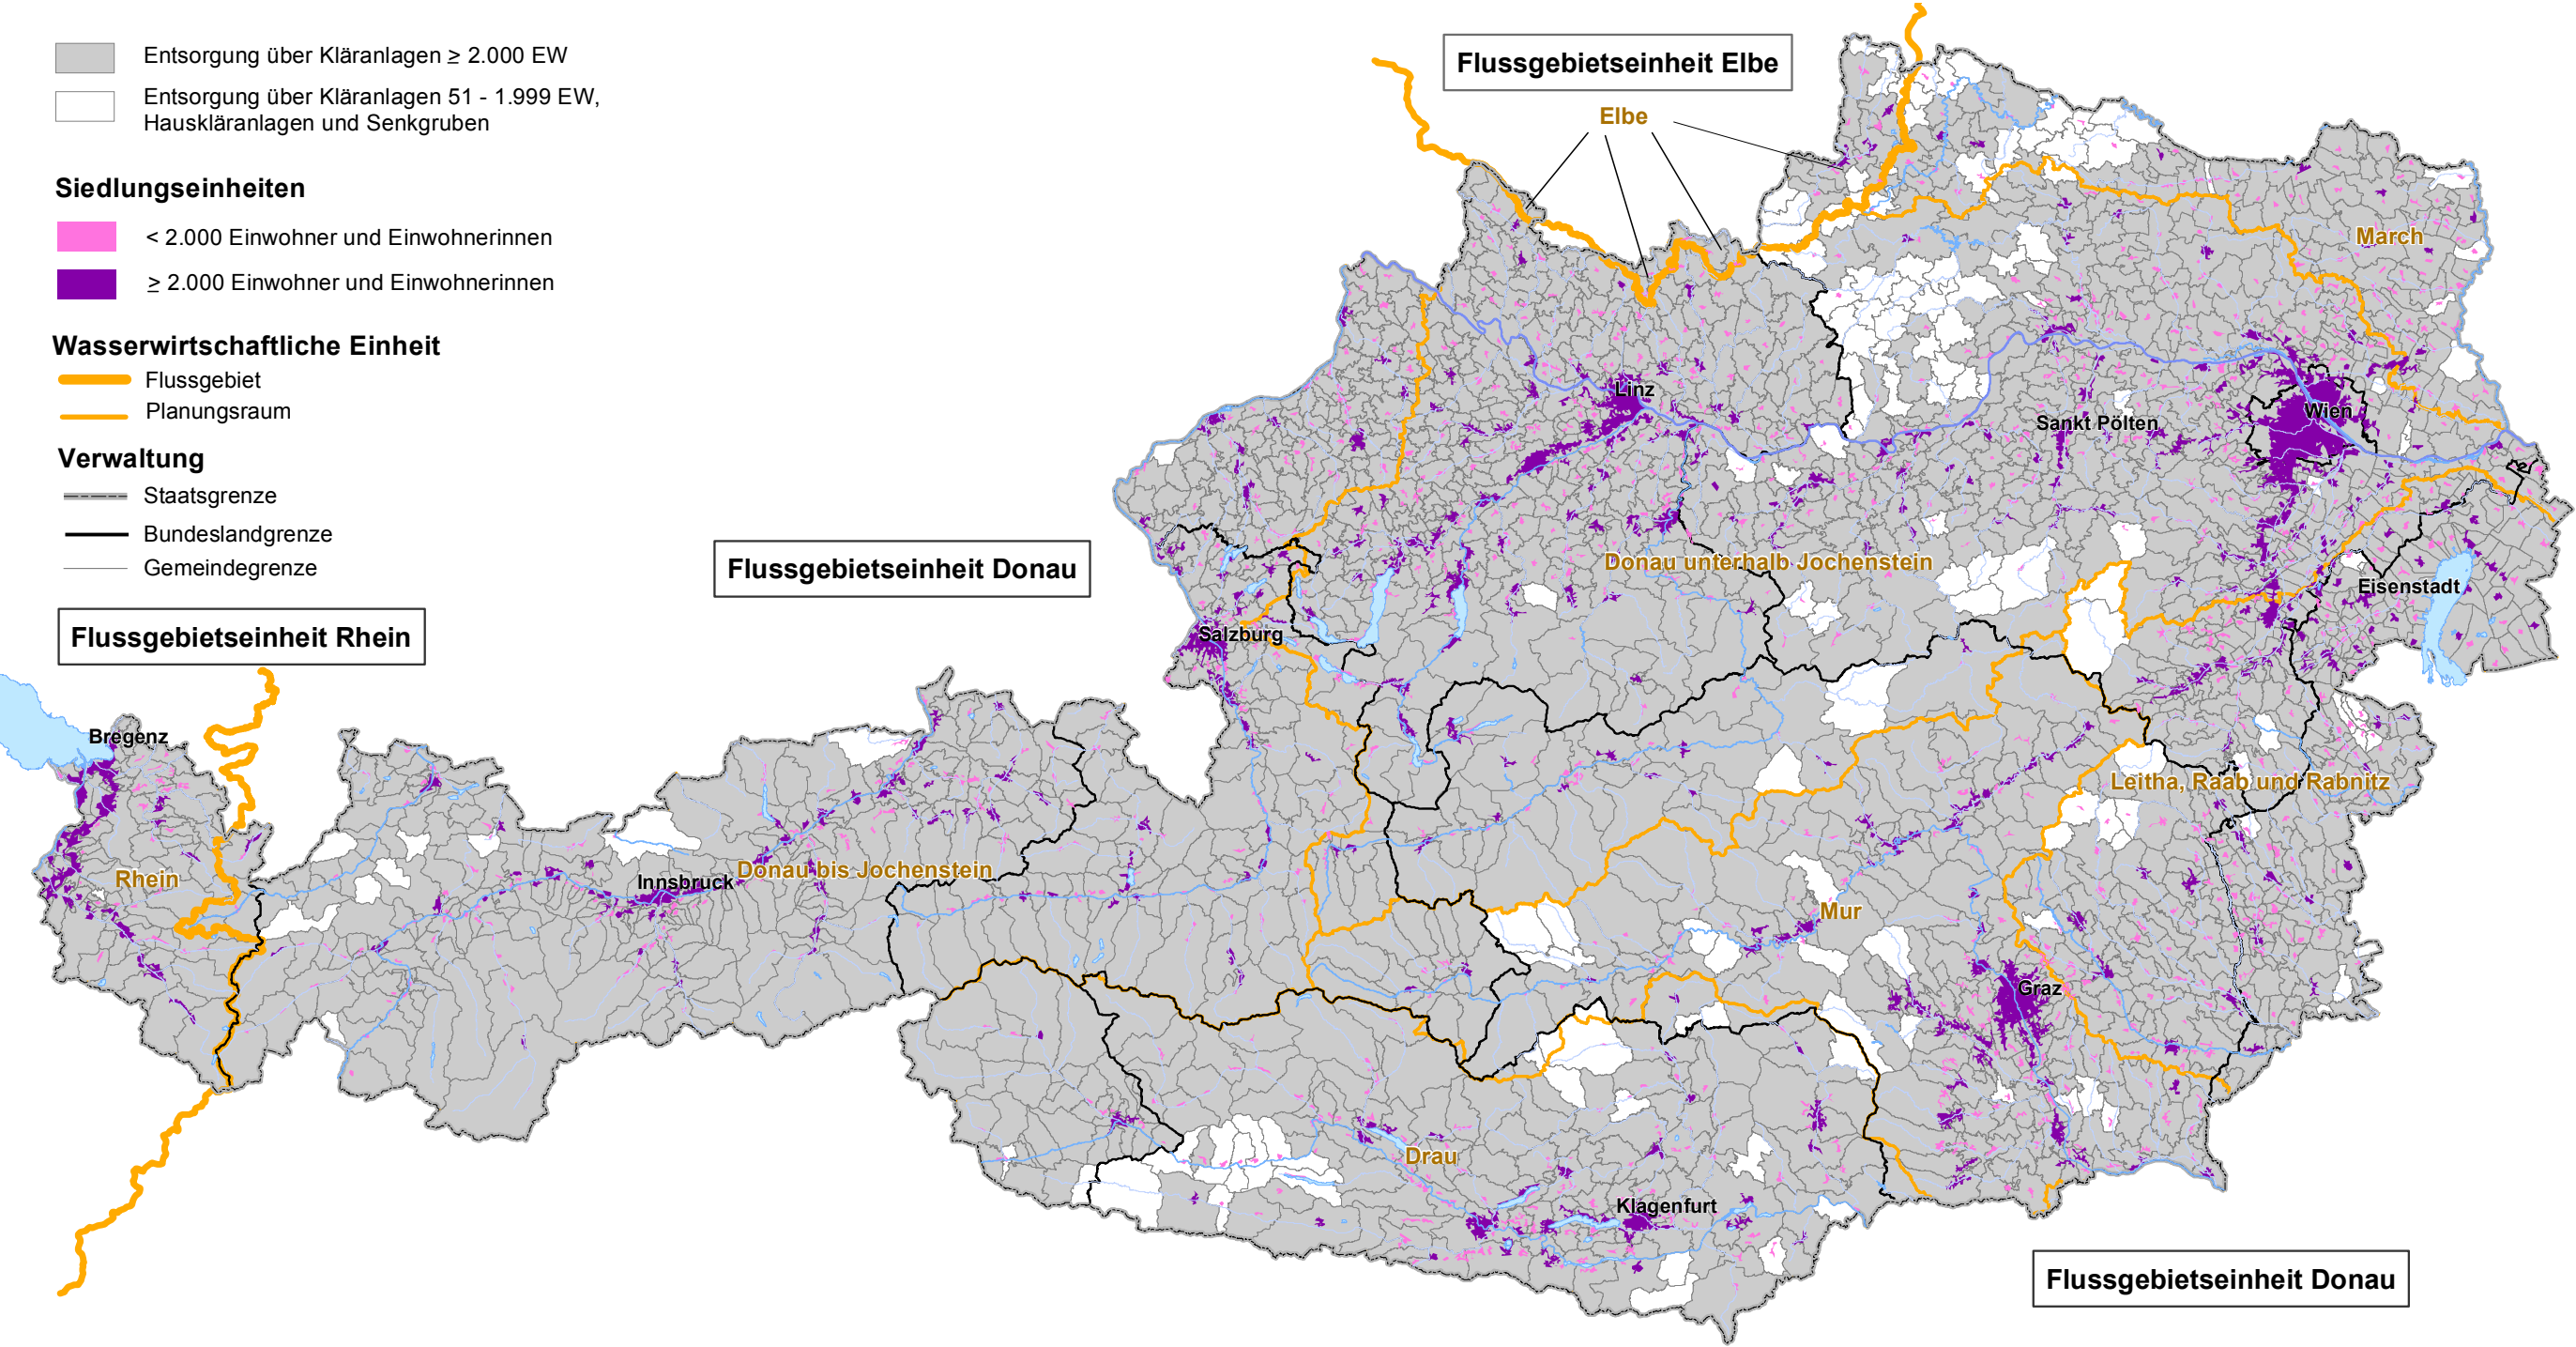 Entsorgung über Kläranlagen ≥ 2.000 EW
Entsorgung über Kläranlagen 51 - 1.999 EW,
Hauskläranlagen und Senkgruben
Siedlungseinheiten
< 2.000 Einwohner und Einwohnerinnen
≥ 2.000 Einwohner und Einwohnerinnen
Wasserwirtschaftliche Einheit
Flussgebiet
Planungsraum
Verwaltung
Staatsgrenze
Bundeslandgrenze
Gemeindegrenze
Flussgebietseinheit Rhein
Flussgebietseinheit Donau
Flussgebietseinheit Elbe
Elbe
March
Linz
Wien
Sankt Pölten
Donau unterhalb Jochenstein
Eisenstadt
Salzburg
Bregenz
Leitha, Raab und Rabnitz
Rhein
Innsbruck
Donau bis Jochenstein
Mur
Graz
Drau
Klagenfurt
Flussgebietseinheit Donau